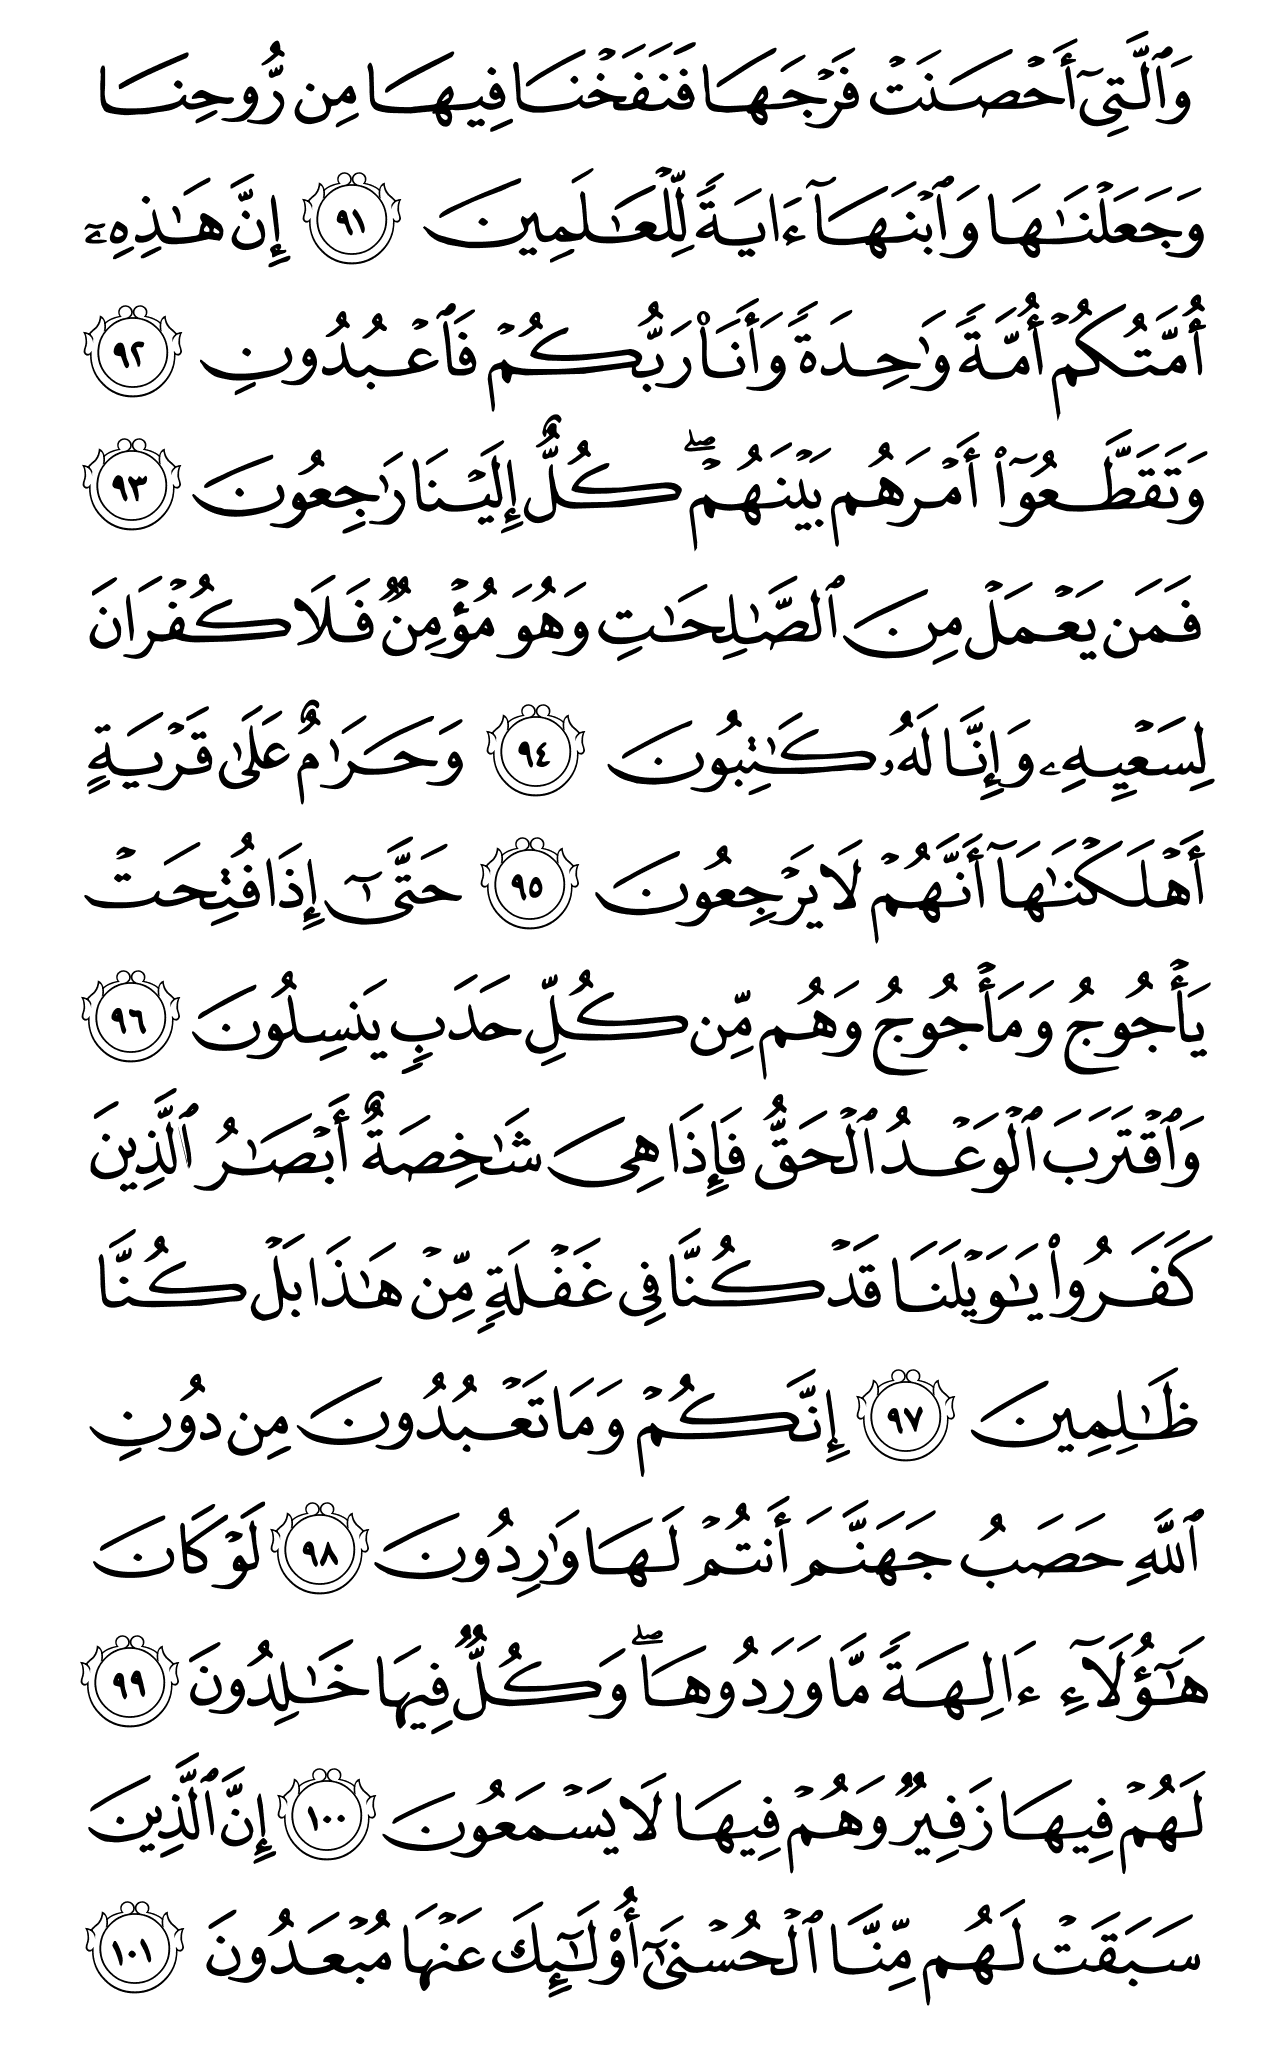 وَٱلَّتِىٓ أَحْصَنَتْ فَرْجَهَا فَنَفَخْنَا فِيهَا مِن رُّوحِنَا
وَجَعَلْنَٰهَا وَٱبْنَهَآ ءَايَةً لِّلْعَٰلَمِينَ ٩١ إِنَّ هَٰذِهِۦٓ
أُمَّتُكُمْ أُمَّةً وَٰحِدَةً وَأَنَا۠ رَبُّكُمْ فَٱعْبُدُونِ ٩٢
وَتَقَطَّعُوٓا۟ أَمْرَهُم بَيْنَهُمْ ۖ كُلٌّ إِلَيْنَا رَٰجِعُونَ ٩٣
فَمَن يَعْمَلْ مِنَ ٱلصَّٰلِحَٰتِ وَهُوَ مُؤْمِنٌ فَلَا كُفْرَانَ
لِسَعْيِهِۦ وَإِنَّا لَهُۥ كَٰتِبُونَ ٩٤ وَحَرَٰمٌ عَلَىٰ قَرْيَةٍ
أَهْلَكْنَٰهَآ أَنَّهُمْ لَا يَرْجِعُونَ ٩٥ حَتَّىٰٓ إِذَا فُتِحَتْ
يَأْجُوجُ وَمَأْجُوجُ وَهُم مِّن كُلِّ حَدَبٍ يَنسِلُونَ ٩٦
وَٱقْتَرَبَ ٱلْوَعْدُ ٱلْحَقُّ فَإِذَا هِىَ شَٰخِصَةٌ أَبْصَٰرُ ٱلَّذِينَ
كَفَرُوا۟ يَٰوَيْلَنَا قَدْ كُنَّا فِى غَفْلَةٍ مِّنْ هَٰذَا بَلْ كُنَّا
ظَٰلِمِينَ ٩٧ إِنَّكُمْ وَمَا تَعْبُدُونَ مِن دُونِ
ٱللَّهِ حَصَبُ جَهَنَّمَ أَنتُمْ لَهَا وَٰرِدُونَ ٩٨ لَوْ كَانَ
هَٰٓؤُلَآءِ ءَالِهَةً مَّا وَرَدُوهَا ۖ وَكُلٌّ فِيهَا خَٰلِدُونَ ٩٩
لَهُمْ فِيهَا زَفِيرٌ وَهُمْ فِيهَا لَا يَسْمَعُونَ ١٠٠ إِنَّ ٱلَّذِينَ
سَبَقَتْ لَهُم مِّنَّا ٱلْحُسْنَىٰٓ أُو۟لَٰٓئِكَ عَنْهَا مُبْعَدُونَ ١٠١